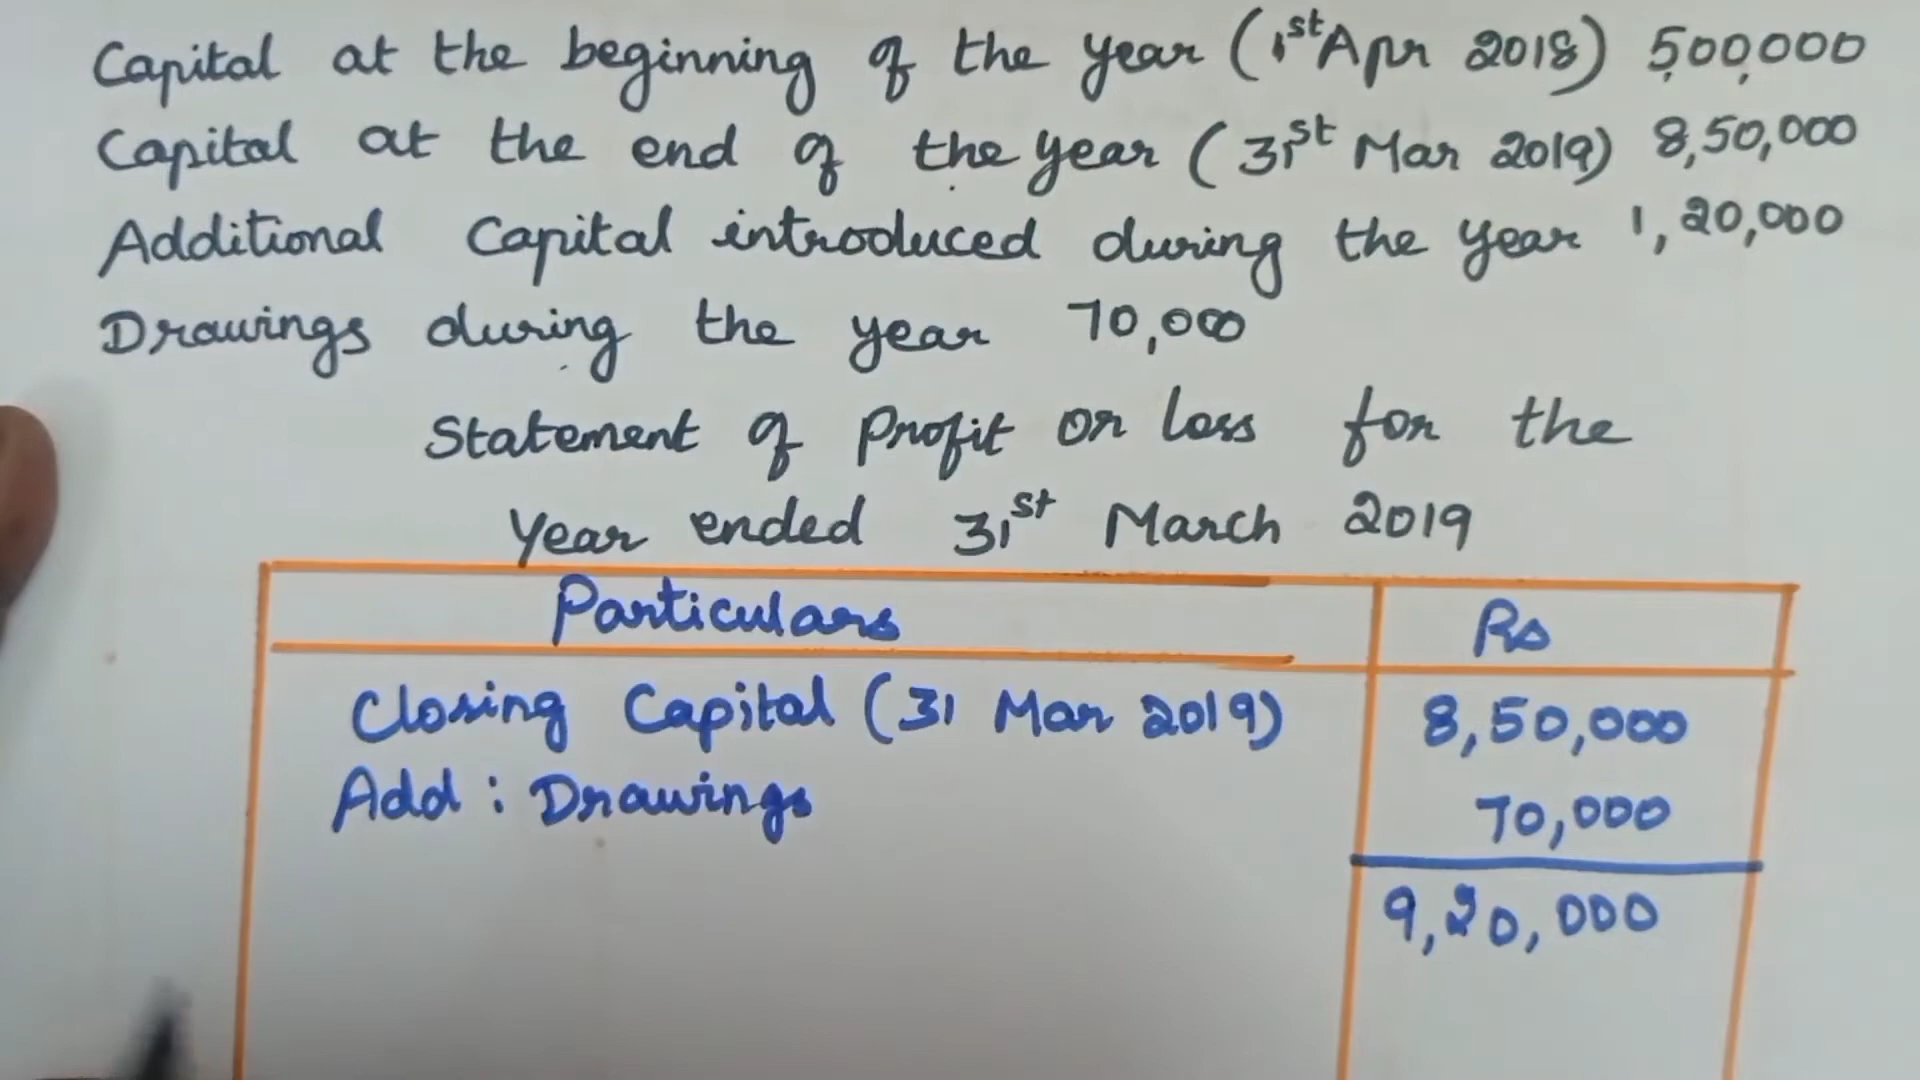 Capital at the beginning of the year (1st Apr 2018) 5,00,000
Capital at the end of the year (31st Mar 2019) 8,50,000
Additional Capital introduced during the year 1,20,000
Drawings during the year 70,000
Statement of Profit or loss for the
Year ended 31st March 2019
Particulars Rs
Closing Capital (31 Mar 2019) 8,50,000
Add : Drawings 70,000
9,20,000